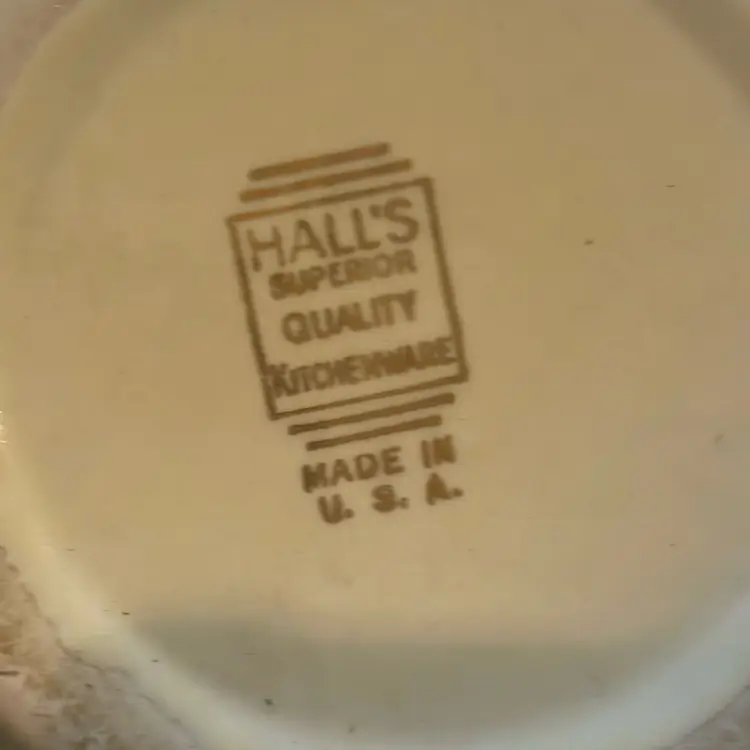 HALL'S
SUPERIOR
QUALITY
KITCHENWARE
MADE IN
U. S. A.